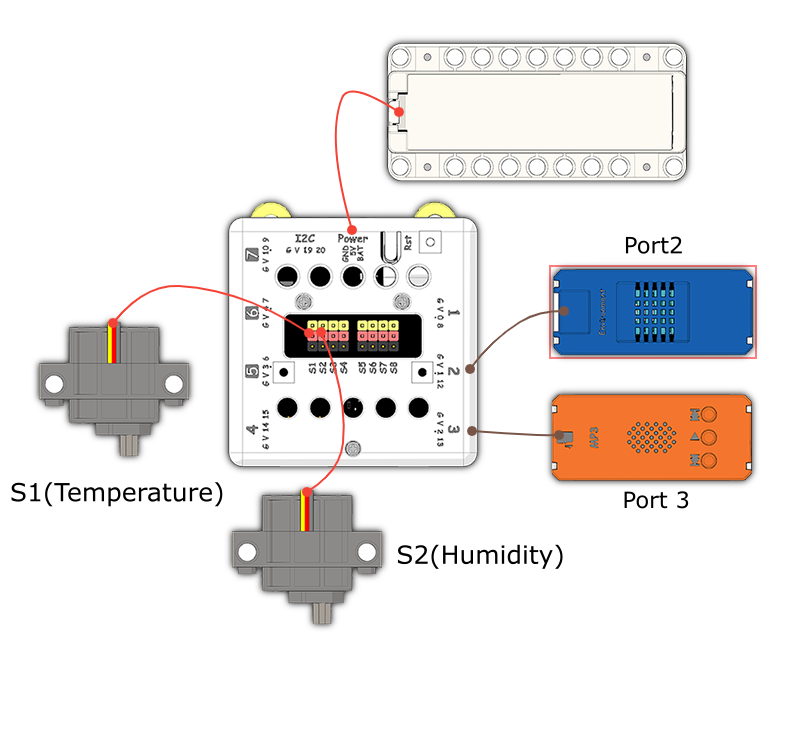 I2C
G V 19 20
Power
GND
5V
BAT
Rst
7
G V 10 9
6
5
4
G V 14 15
1
G V 0 8
2
G V 1 12
3
G V 2 13
S1
S2
S3
S4
S5
S6
S7
S8
Port2
MP3
Port 3
S1(Temperature)
S2(Humidity)